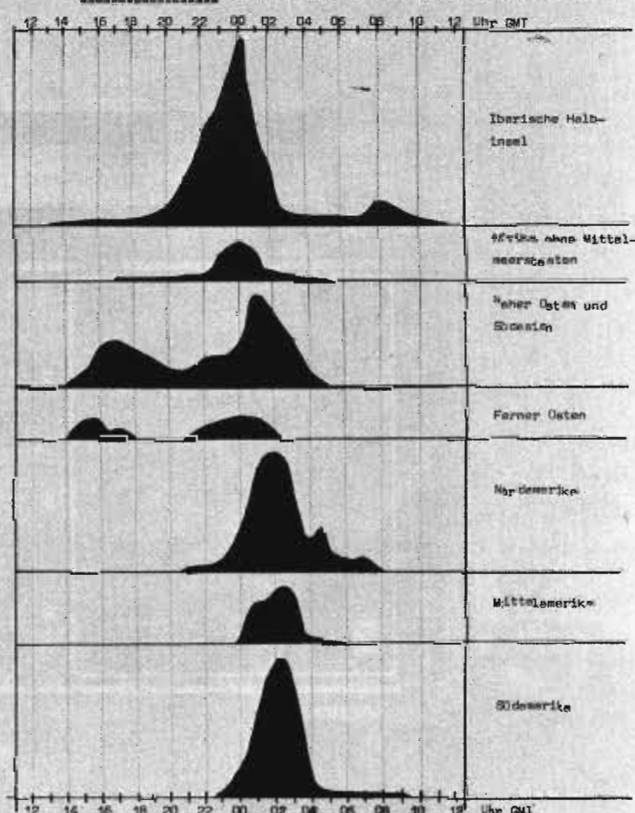 12 14 16 18 20 22 00 02 04 06 08 10 12 Uhr GMT
Iberische Halb-
insel
Afrika ohne Mittel-
meerstaaten
Naher Osten und
Südasien
Ferner Osten
Nordamerika
Mittelamerika
Südamerika
12 14 16 18 20 22 00 02 04 06 08 10 12 Uhr GMT